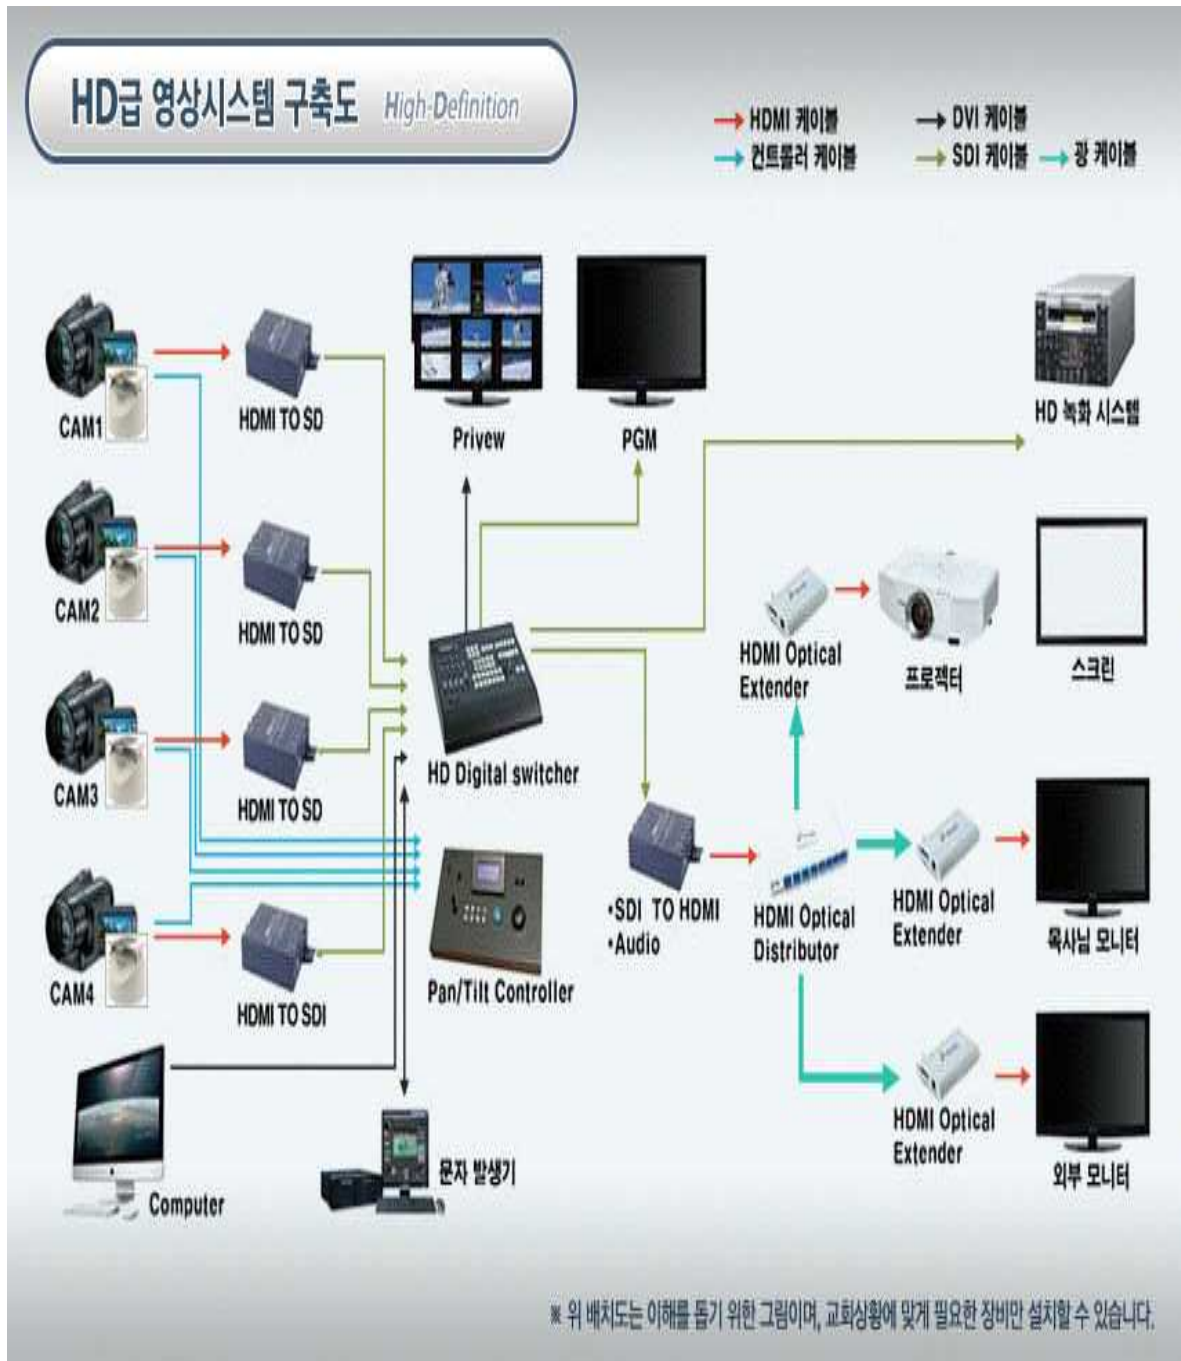 HD급 영상시스템 구축도 High-Definition
HDMI 케이블
DVI 케이블
컨트롤러 케이블
SDI 케이블
광 케이블
CAM1
HDMI TO SD
Privew
PGM
HD 녹화 시스템
CAM2
HDMI TO SD
HDMI Optical
Extender
프로젝터
스크린
CAM3
HDMI TO SD
HD Digital switcher
CAM4
HDMI TO SDI
Pan/Tilt Controller
•SDI TO HDMI
•Audio
HDMI Optical
Distributor
HDMI Optical
Extender
목사님 모니터
HDMI Optical
Extender
외부 모니터
Computer
문자 발생기
※ 위 배치도는 이해를 돕기 위한 그림이며, 교회상황에 맞게 필요한 장비만 설치할 수 있습니다.